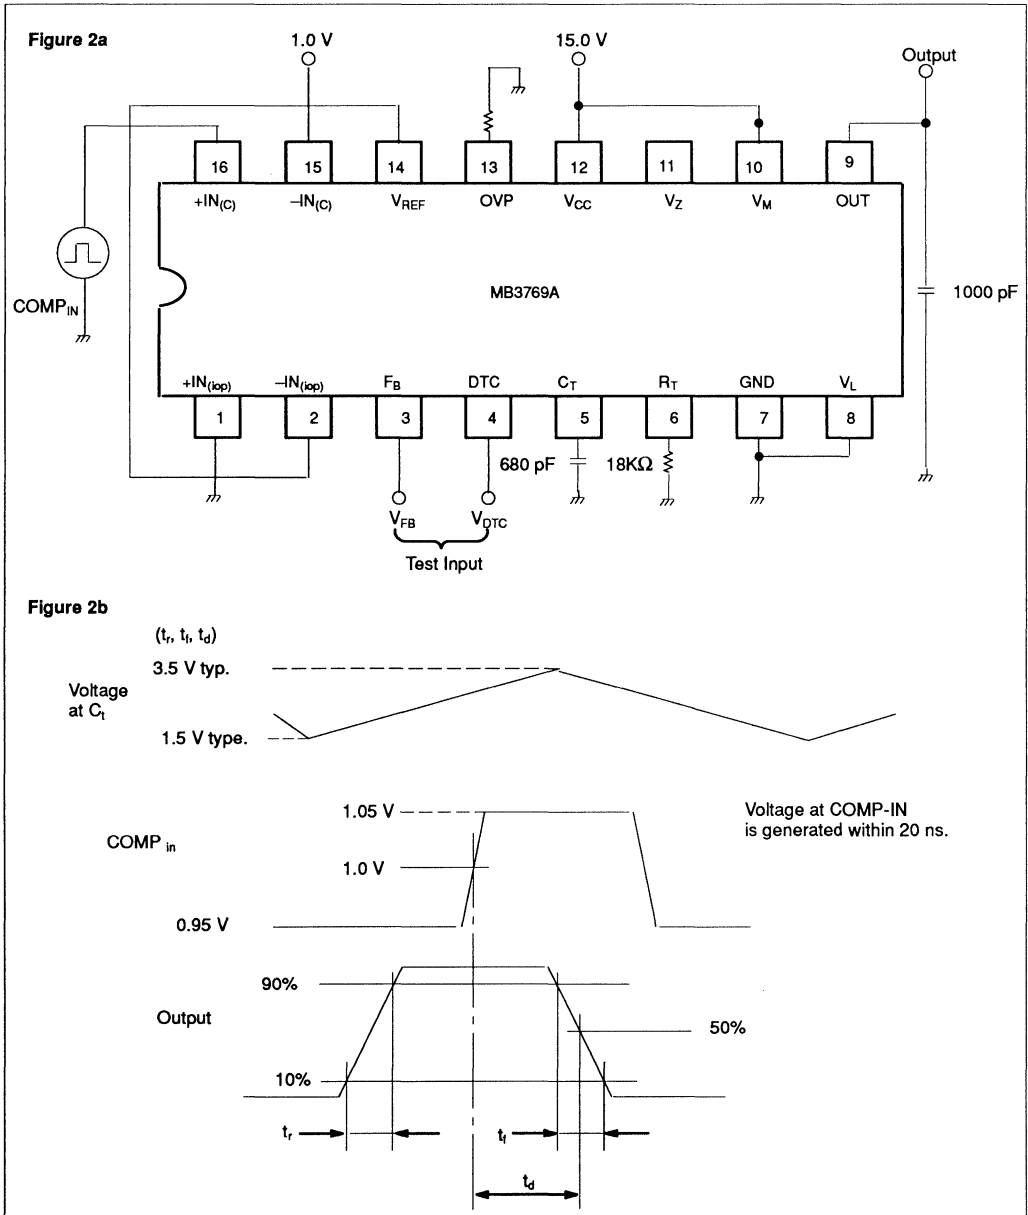 Figure 2a
1.0 V
15.0 V
Output
16 15 14 13 12 11 10 9
+IN(C) –IN(C) VREF OVP VCC VZ VM OUT
COMPIN
MB3769A
1000 pF
+IN(iop) –IN(iop) FB DTC CT RT GND VL
1 2 3 4 5 6 7 8
680 pF 18KΩ
VFB VDTC
Test Input
Figure 2b
(tr, tf, td)
3.5 V typ.
Voltage
at Ct
1.5 V type.
1.05 V
Voltage at COMP-IN
is generated within 20 ns.
COMP in
1.0 V
0.95 V
90%
Output
50%
10%
tr tf
td